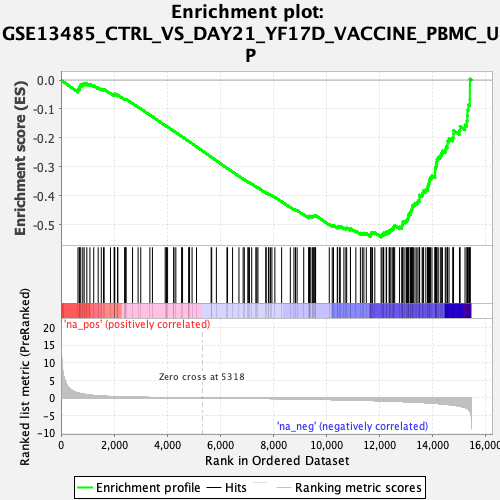 Enrichment plot:
GSE13485_CTRL_VS_DAY21_YF17D_VACCINE_PBMC_U
P
Enrichment score (ES)
0.0
-0.1
-0.2
-0.3
-0.4
-0.5
'na_pos' (positively correlated)
Ranked list metric (PreRanked)
20
15
10
5
0
-5
-10
Zero cross at 5318
'na_neg' (negatively correlated)
0
2,000
4,000
6,000
8,000
10,000
12,000
14,000
16,000
Rank in Ordered Dataset
Enrichment profile
Hits
Ranking metric scores